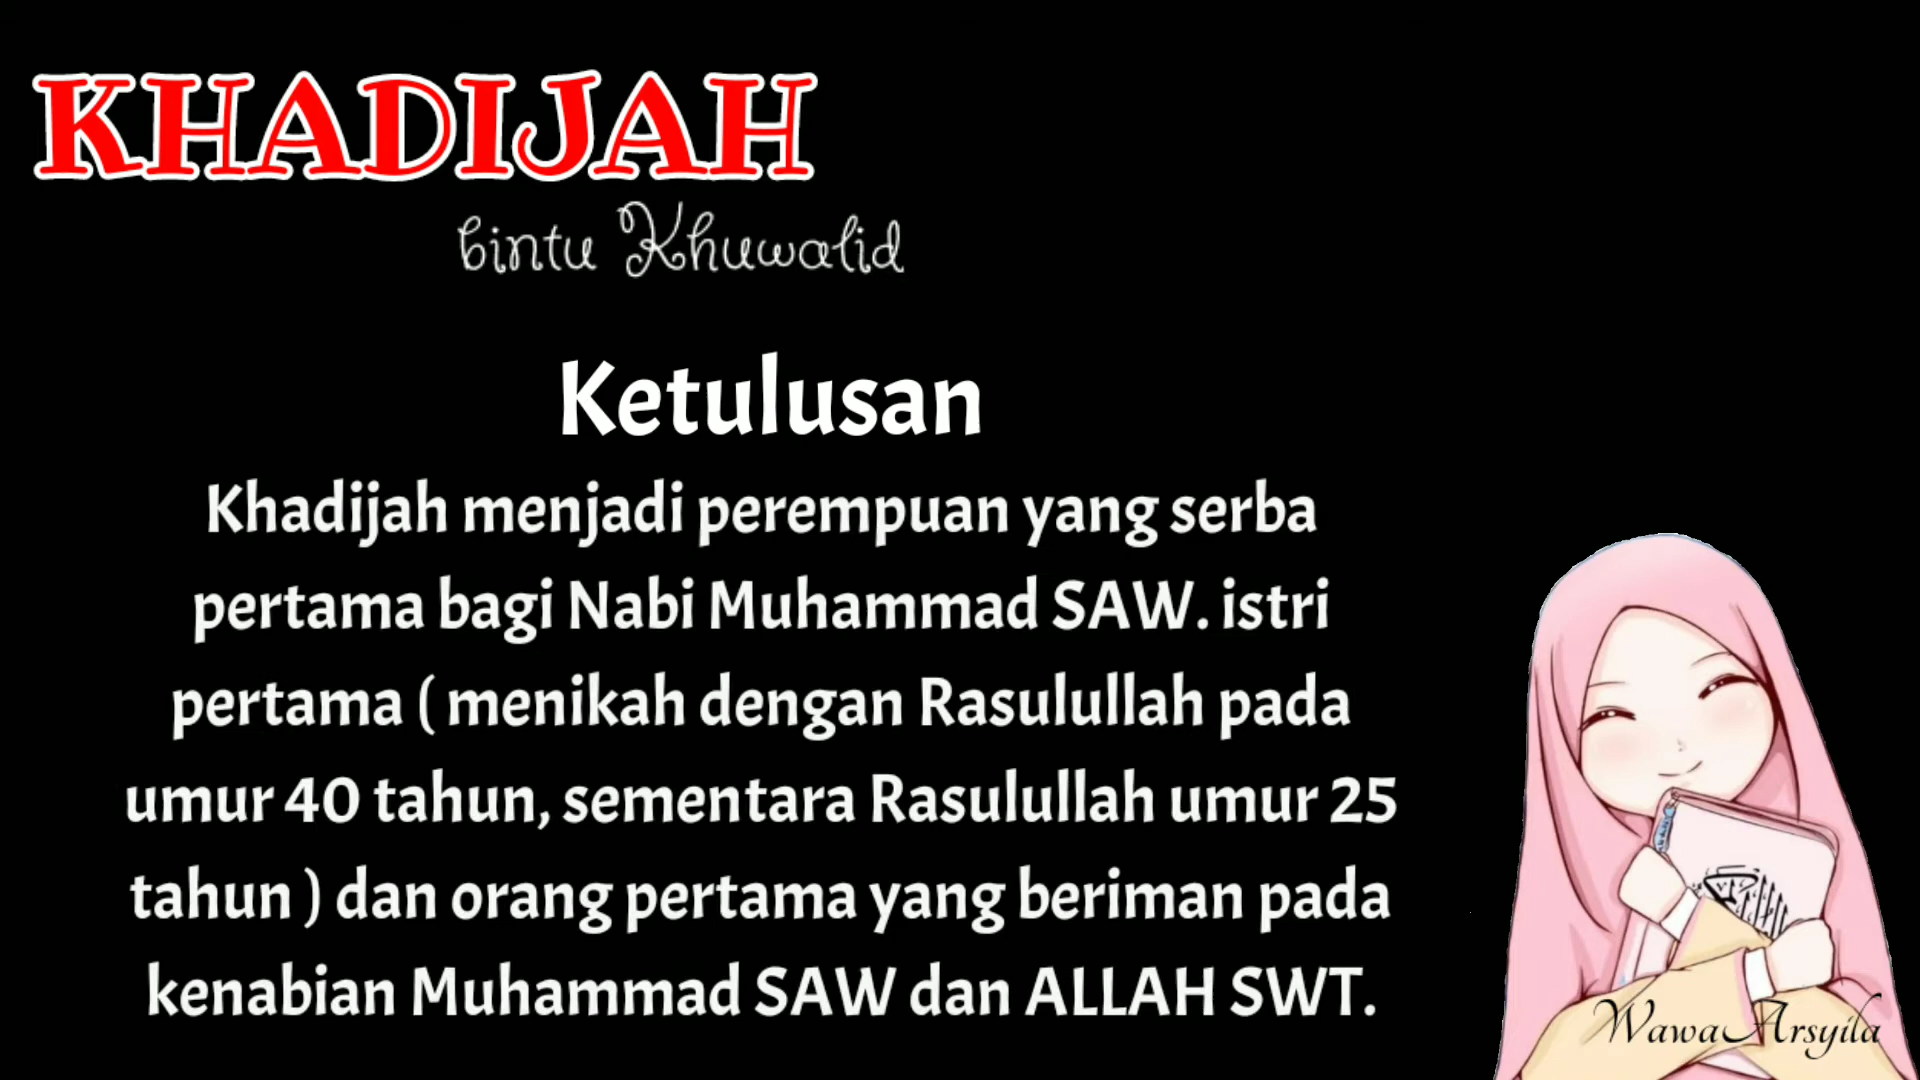 KHADIJAH
bintu Khuwalid
Ketulusan
Khadijah menjadi perempuan yang serba
pertama bagi Nabi Muhammad SAW. istri
pertama ( menikah dengan Rasulullah pada
umur 40 tahun, sementara Rasulullah umur 25
tahun ) dan orang pertama yang beriman pada
kenabian Muhammad SAW dan ALLAH SWT.
WawaArsyila